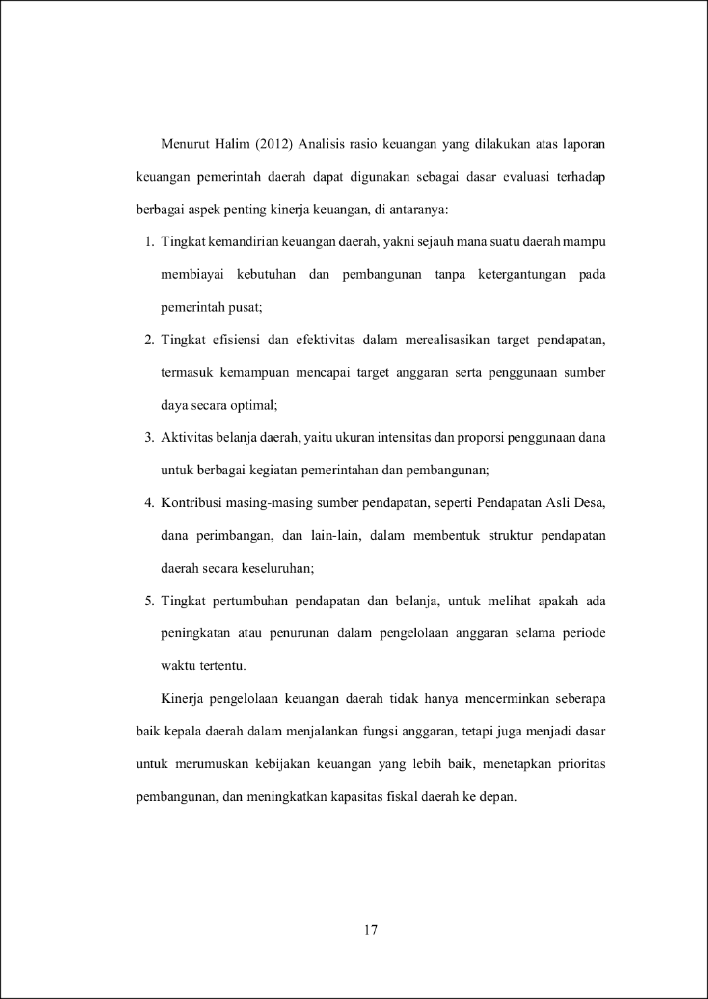 Menurut Halim (2012) Analisis rasio keuangan yang dilakukan atas laporan
keuangan pemerintah daerah dapat digunakan sebagai dasar evaluasi terhadap
berbagai aspek penting kinerja keuangan, di antaranya:
1. Tingkat kemandirian keuangan daerah, yakni sejauh mana suatu daerah mampu
membiayai kebutuhan dan pembangunan tanpa ketergantungan pada
pemerintah pusat;
2. Tingkat efisiensi dan efektivitas dalam merealisasikan target pendapatan,
termasuk kemampuan mencapai target anggaran serta penggunaan sumber
daya secara optimal;
3. Aktivitas belanja daerah, yaitu ukuran intensitas dan proporsi penggunaan dana
untuk berbagai kegiatan pemerintahan dan pembangunan;
4. Kontribusi masing-masing sumber pendapatan, seperti Pendapatan Asli Desa,
dana perimbangan, dan lain-lain, dalam membentuk struktur pendapatan
daerah secara keseluruhan;
5. Tingkat pertumbuhan pendapatan dan belanja, untuk melihat apakah ada
peningkatan atau penurunan dalam pengelolaan anggaran selama periode
waktu tertentu.
Kinerja pengelolaan keuangan daerah tidak hanya mencerminkan seberapa
baik kepala daerah dalam menjalankan fungsi anggaran, tetapi juga menjadi dasar
untuk merumuskan kebijakan keuangan yang lebih baik, menetapkan prioritas
pembangunan, dan meningkatkan kapasitas fiskal daerah ke depan.
17